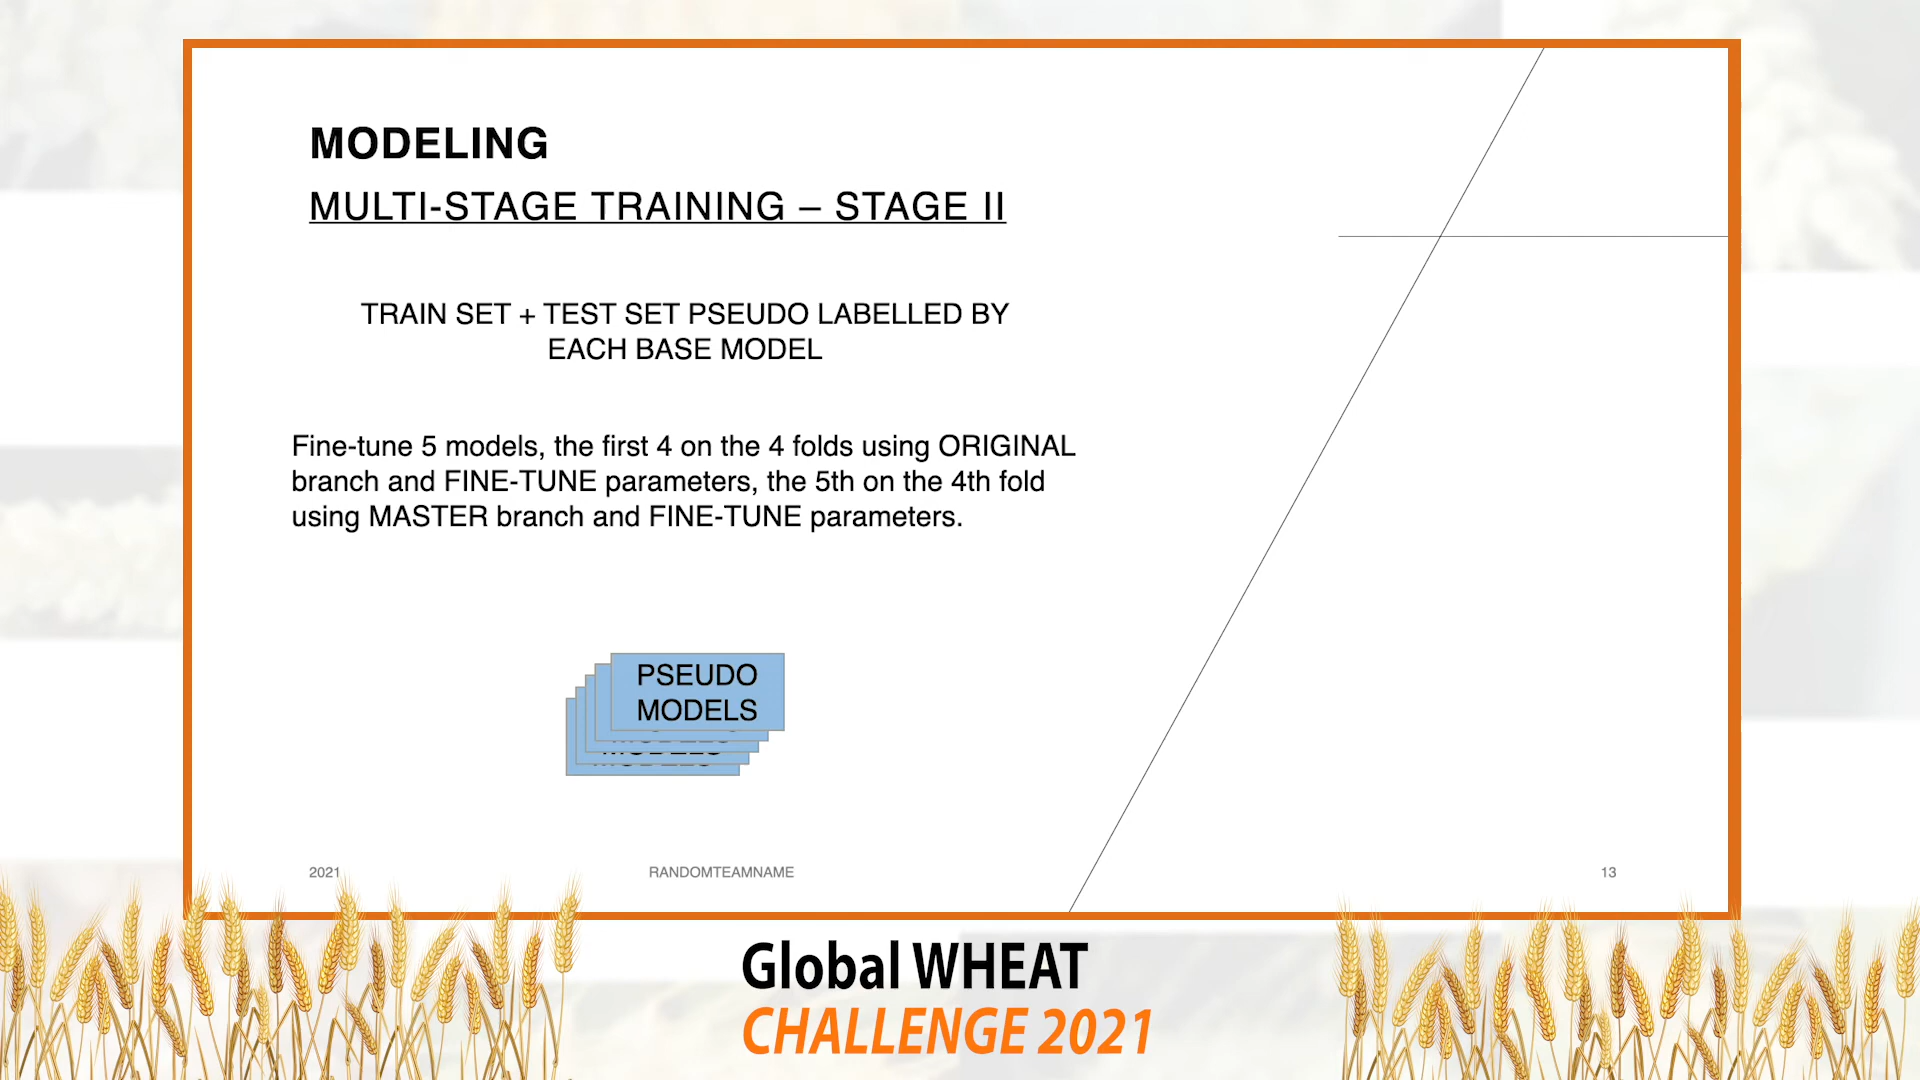 MODELING
MULTI-STAGE TRAINING – STAGE II
TRAIN SET + TEST SET PSEUDO LABELLED BY
EACH BASE MODEL
Fine-tune 5 models, the first 4 on the 4 folds using ORIGINAL
branch and FINE-TUNE parameters, the 5th on the 4th fold
using MASTER branch and FINE-TUNE parameters.
PSEUDO
MODELS
2021
RANDOMTEAMNAME
13
Global WHEAT
CHALLENGE 2021